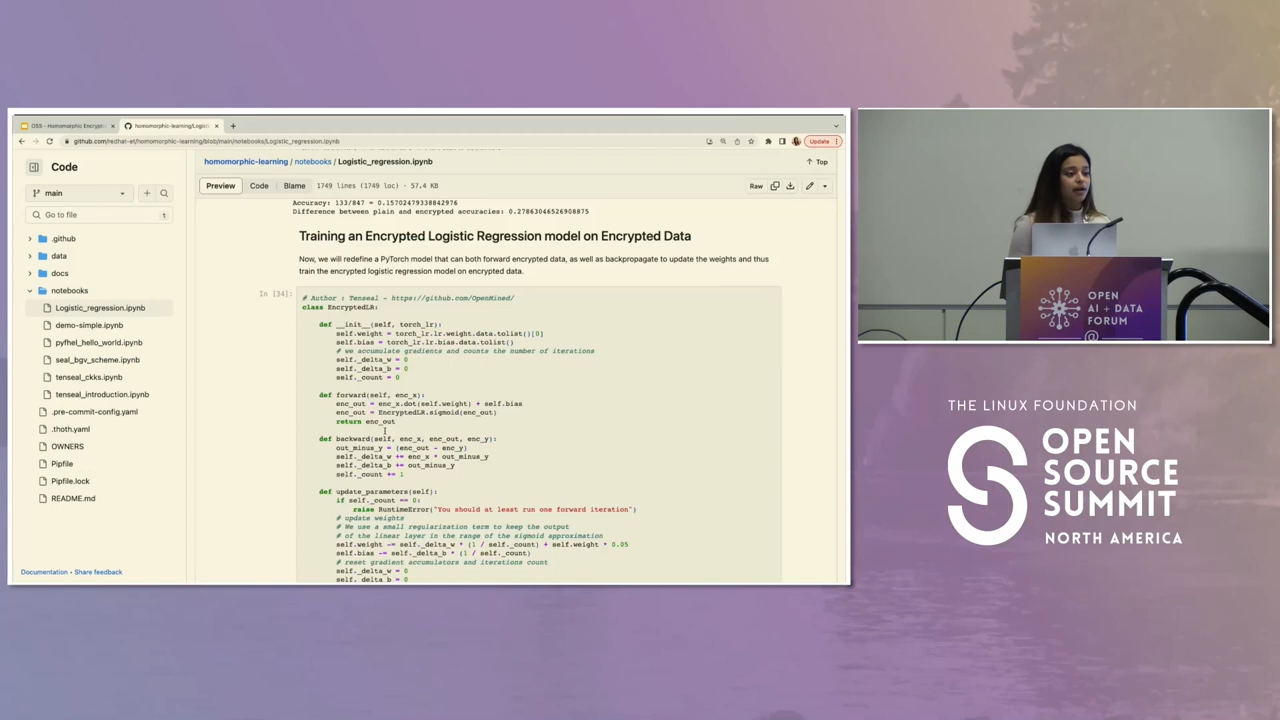 OSS - Homomorphic Encrypt
homomorphic-learning/Logist
github.com/redhat-et/homomorphic-learning/blob/main/notebooks/Logistic_regression.ipynb
Update
Code
main
Go to file
t
.github
data
docs
notebooks
Logistic_regression.ipynb
demo-simple.ipynb
pyfhel_hello_world.ipynb
seal_bgv_scheme.ipynb
tenseal_ckks.ipynb
tenseal_introduction.ipynb
.pre-commit-config.yaml
.thoth.yaml
OWNERS
Pipfile
Pipfile.lock
README.md
Documentation • Share feedback
homomorphic-learning / notebooks / Logistic_regression.ipynb
Top
Preview Code Blame 1749 lines (1749 loc) · 57.4 KB
Raw
Accuracy: 133/847 = 0.15702479338842976
Difference between plain and encrypted accuracies: 0.27863046526908875
Training an Encrypted Logistic Regression model on Encrypted Data
Now, we will redefine a PyTorch model that can both forward encrypted data, as well as backpropagate to update the weights and thus
train the encrypted logistic regression model on encrypted data.
In [34]:
# Author : Tenseal - https://github.com/OpenMined/
class EncryptedLR:
def __init__(self, torch_lr):
self.weight = torch_lr.lr.weight.data.tolist()[0]
self.bias = torch_lr.lr.bias.data.tolist()
# we accumulate gradients and counts the number of iterations
self._delta_w = 0
self._delta_b = 0
self._count = 0
def forward(self, enc_x):
enc_out = enc_x.dot(self.weight) + self.bias
enc_out = EncryptedLR.sigmoid(enc_out)
return enc_out
def backward(self, enc_x, enc_out, enc_y):
out_minus_y = (enc_out - enc_y)
self._delta_w += enc_x * out_minus_y
self._delta_b += out_minus_y
self._count += 1
def update_parameters(self):
if self._count == 0:
raise RuntimeError("You should at least run one forward iteration")
# update weights
# We use a small regularization term to keep the output
# of the linear layer in the range of the sigmoid approximation
self.weight -= self._delta_w * (1 / self._count) + self.weight * 0.05
self.bias -= self._delta_b * (1 / self._count)
# reset gradient accumulators and iterations count
self._delta_w = 0
self._delta_b = 0
OPEN
AI + DATA
FORUM
@
THE LINUX FOUNDATION
OPEN
SOURCE
SUMMIT
NORTH AMERICA